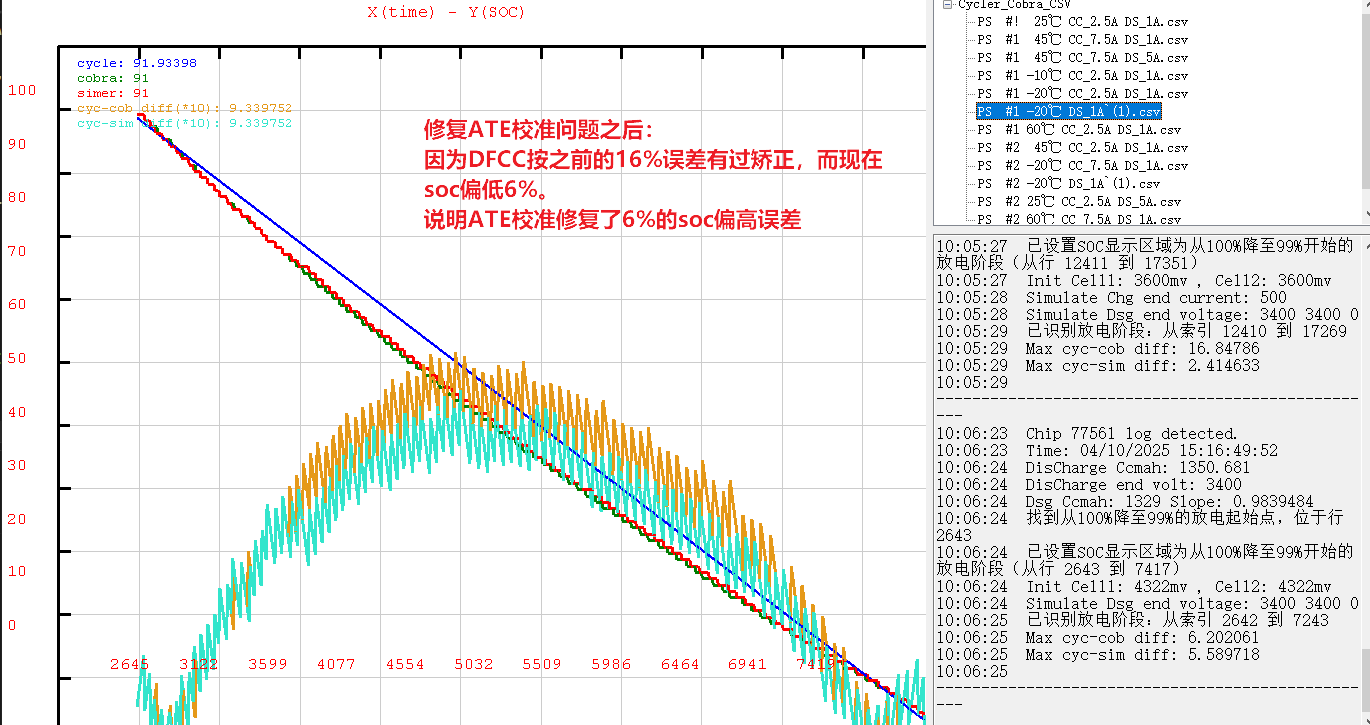 X(time) - Y(SOC)
cycle: 91.93398
cobra: 91
simer: 91
cyc-cob diff(*10): 9.339752
cyc-sim diff(*10): 9.339752
100
90
80
70
60
50
40
30
20
10
0
2645 3122 3599 4077 4554 5032 5509 5986 6464 6941 7419
修复ATE校准问题之后：
因为DFCC按之前的16%误差有过矫正，而现在
soc偏低6%。
说明ATE校准修复了6%的soc偏高误差
Cycler_Cobra_CSV
PS #! 25℃ CC_2.5A DS_1A.csv
PS #1 45℃ CC_7.5A DS_1A.csv
PS #1 45℃ CC_7.5A DS_5A.csv
PS #1 -10℃ CC_2.5A DS_1A.csv
PS #1 -20℃ CC_2.5A DS_1A.csv
PS #1 -20℃ DS_1A`(1).csv
PS #1 60℃ CC_2.5A DS_1A.csv
PS #2 45℃ CC_2.5A DS_1A.csv
PS #2 -20℃ CC_7.5A DS_1A.csv
PS #2 -20℃ DS_1A`(1).csv
PS #2 25℃ CC_2.5A DS_5A.csv
PS #2 60℃ CC_7.5A DS_1A.csv
10:05:27 已设置SOC显示区域为从100%降至99%开始的
放电阶段（从行 12411 到 17351）
10:05:27 Init Cell1: 3600mv , Cell2: 3600mv
10:05:28 Simulate Chg end current: 500
10:05:28 Simulate Dsg end voltage: 3400 3400 0
10:05:29 已识别放电阶段：从索引 12410 到 17269
10:05:29 Max cyc-cob diff: 16.84786
10:05:29 Max cyc-sim diff: 2.414633
10:05:29
---
10:06:23 Chip 77561 log detected.
10:06:23 Time: 04/10/2025 15:16:49:52
10:06:24 DisCharge Ccmah: 1350.681
10:06:24 DisCharge end volt: 3400
10:06:24 Dsg Ccmah: 1329 Slope: 0.9839484
10:06:24 找到从100%降至99%的放电起始点，位于行
2643
10:06:24 已设置SOC显示区域为从100%降至99%开始的
放电阶段（从行 2643 到 7417）
10:06:24 Init Cell1: 4322mv , Cell2: 4322mv
10:06:24 Simulate Dsg end voltage: 3400 3400 0
10:06:25 已识别放电阶段：从索引 2642 到 7243
10:06:25 Max cyc-cob diff: 6.202061
10:06:25 Max cyc-sim diff: 5.589718
10:06:25
---